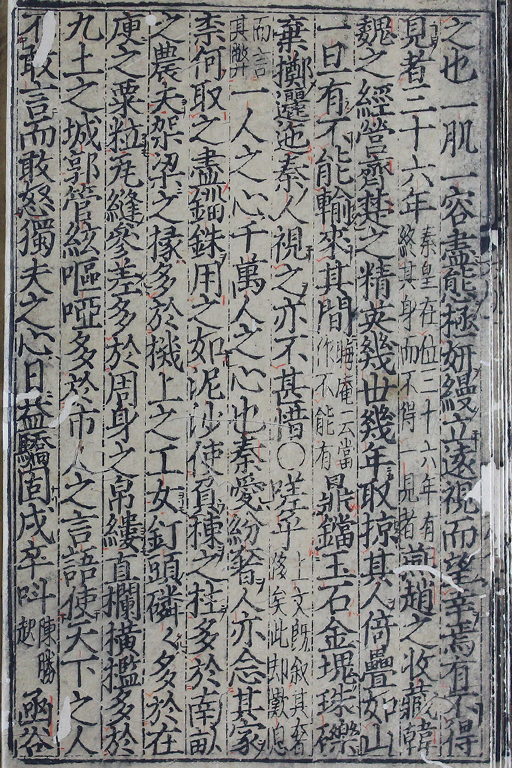 之也一肌一容盡態極妍縵立遠視而望幸焉有不得
見者三十六年秦皇在位三十六年有終其身而不得一見者燕趙之收藏韓
魏之經營齊楚之精英幾世幾年取掠其人倚疊如山
一旦有不能輸來其間晦庵云當作不能有鼎鐺玉石金塊珠礫
棄擲邐迆秦人視之亦不甚惜○嗟乎上文既叙其奢侈矣此卽歎息
而言其弊一人之心千萬人之心也秦愛紛奢人亦念其家
柰何取之盡錙銖用之如泥沙使負棟之柱多於南畝
之農夫架梁之椽多於機上之工女釘頭磷〻多於在
庾之粟粒瓦縫參差多於周身之帛縷直欄橫檻多於
九土之城郭管絃嘔啞多於市人之言語使天下之人
不敢言而敢怒獨夫之心日益驕固戍卒叫陳勝起函谷